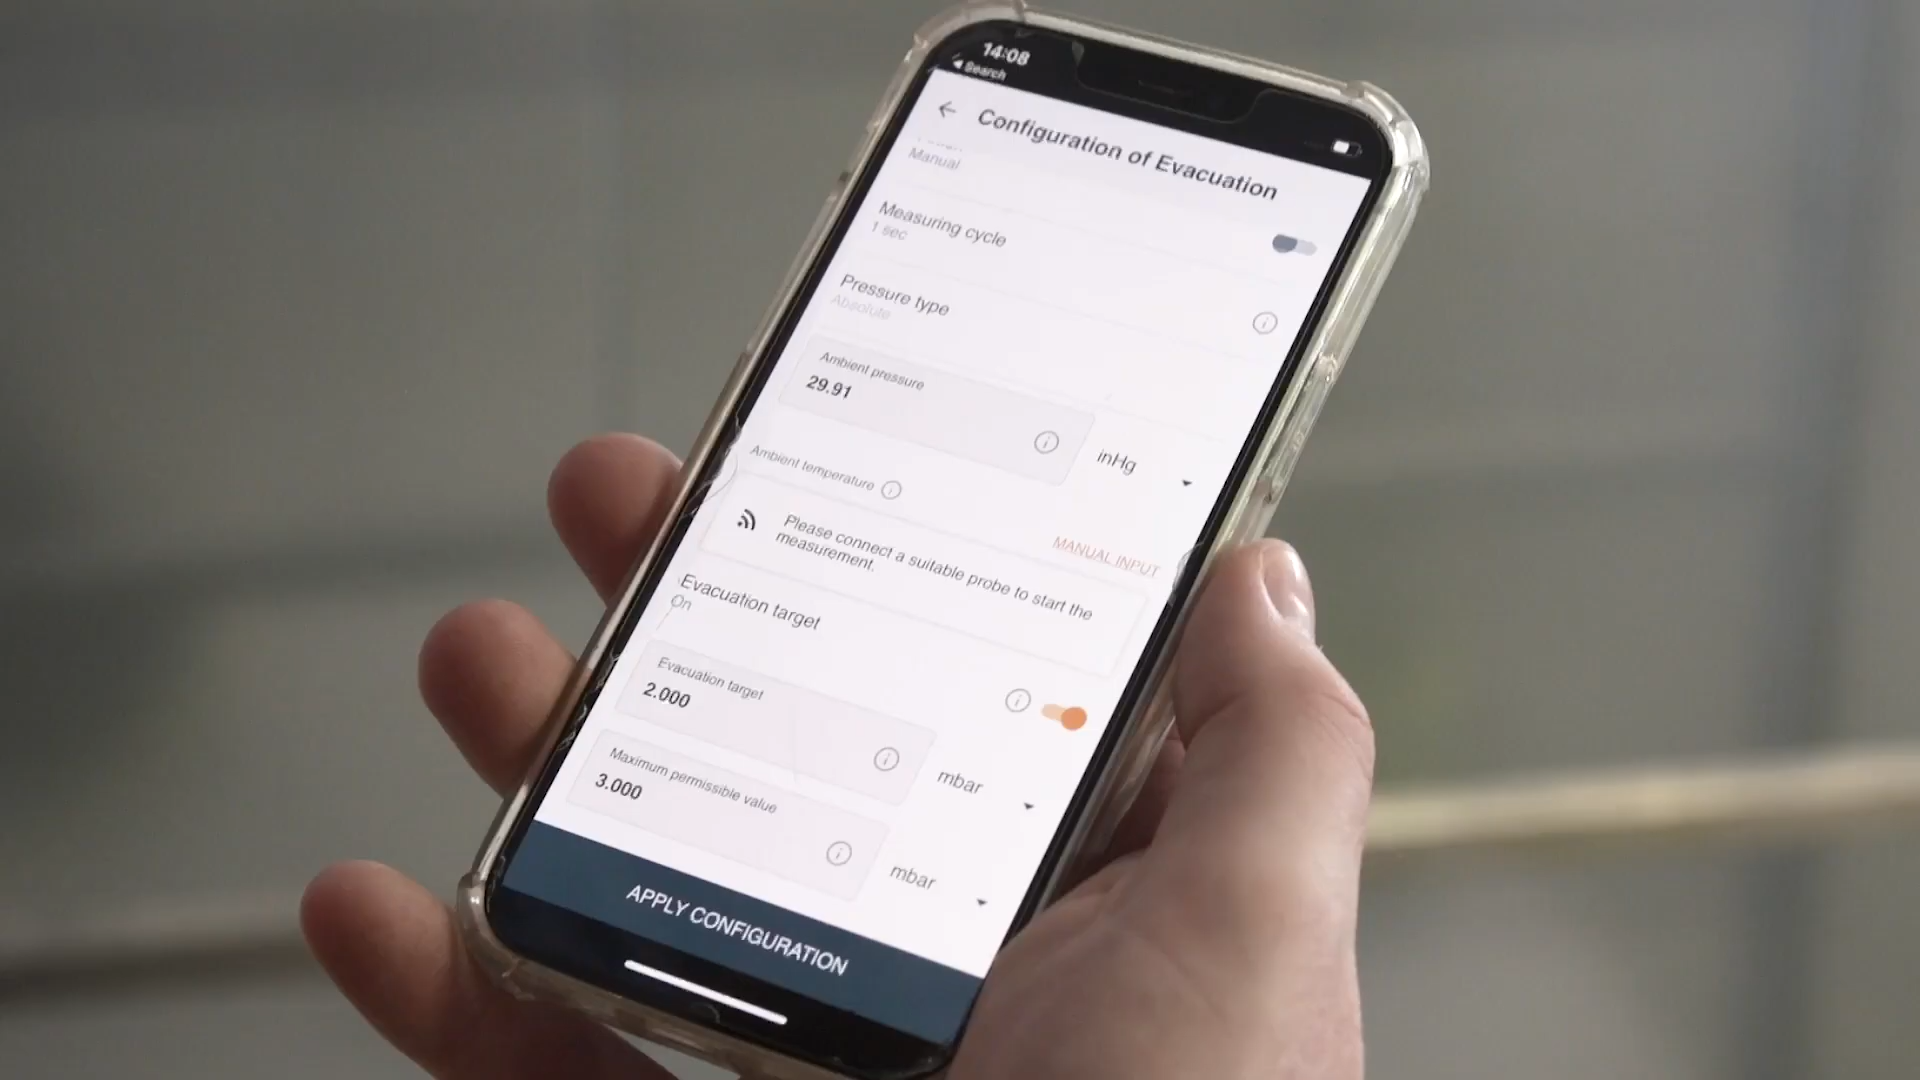 14:08
Search
Configuration of Evacuation
Manual
Measuring cycle
1 sec
Pressure type
Absolute
Ambient pressure
29.91
inHg
Ambient temperature
MANUAL INPUT
Please connect a suitable probe to start the
measurement.
Evacuation target
On
Evacuation target
2.000
mbar
Maximum permissible value
3.000
mbar
APPLY CONFIGURATION